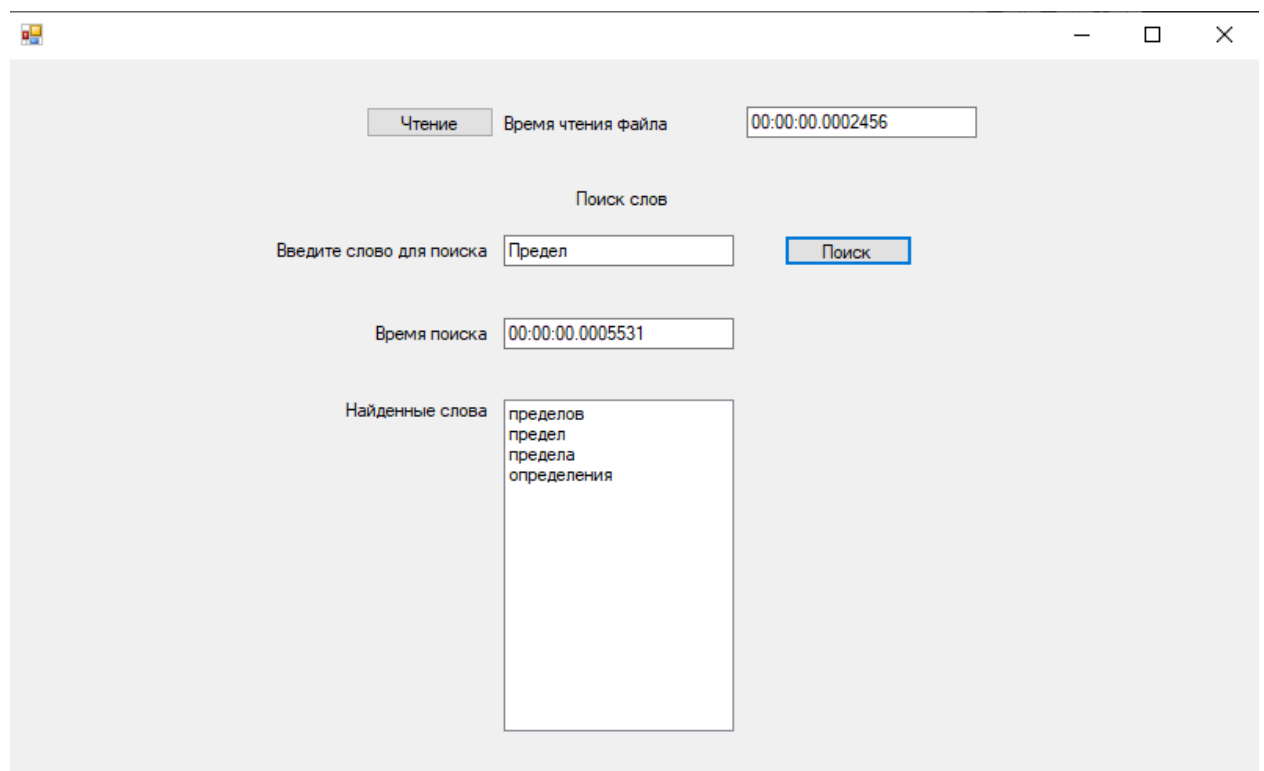 Чтение Время чтения файла 00:00:00.0002456
Поиск слов
Введите слово для поиска Предел Поиск
Время поиска 00:00:00.0005531
Найденные слова пределов
предел
предела
определения